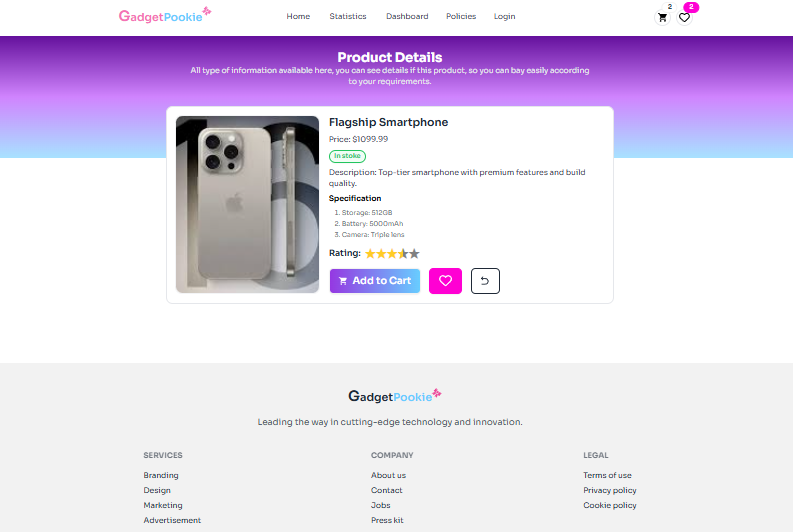 GadgetPookie
Home Statistics Dashboard Policies Login
2
2
Product Details
All type of information available here, you can see details if this product, so you can bay easily according
to your requirements.
Flagship Smartphone
Price: $1099.99
In stoke
Description: Top-tier smartphone with premium features and build
quality.
Specification
1. Storage: 512GB
2. Battery: 5000mAh
3. Camera: Triple lens
Rating:
Add to Cart
GadgetPookie
Leading the way in cutting-edge technology and innovation.
SERVICES
Branding
Design
Marketing
Advertisement
COMPANY
About us
Contact
Jobs
Press kit
LEGAL
Terms of use
Privacy policy
Cookie policy